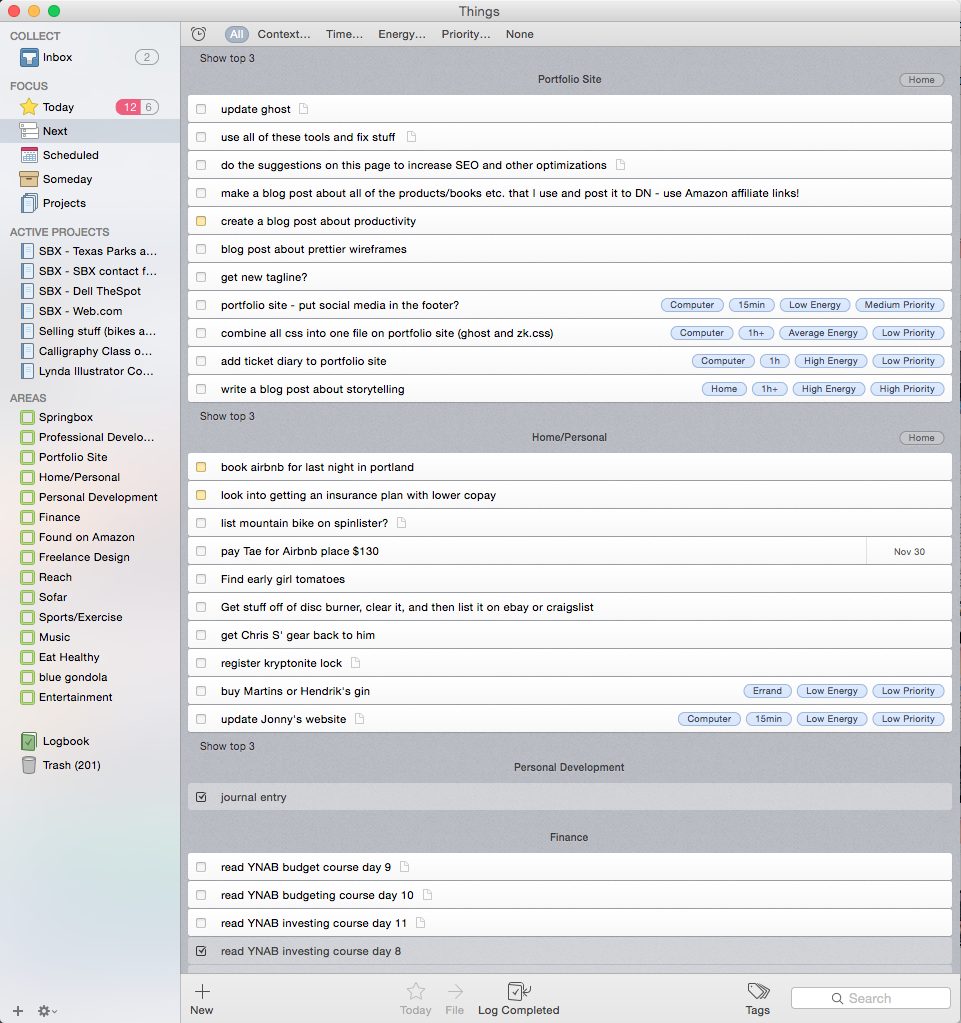 Things
COLLECT
Inbox 2
FOCUS
Today 12 6
Next
Scheduled
Someday
Projects
ACTIVE PROJECTS
SBX - Texas Parks a...
SBX - SBX contact f...
SBX - Dell TheSpot
SBX - Web.com
Selling stuff (bikes a...
Calligraphy Class o...
Lynda Illustrator Co...
AREAS
Springbox
Professional Develo...
Portfolio Site
Home/Personal
Personal Development
Finance
Found on Amazon
Freelance Design
Reach
Sofar
Sports/Exercise
Music
Eat Healthy
blue gondola
Entertainment
Logbook
Trash (201)
All Context... Time... Energy... Priority... None
Show top 3
Portfolio Site Home
update ghost
use all of these tools and fix stuff
do the suggestions on this page to increase SEO and other optimizations
make a blog post about all of the products/books etc. that I use and post it to DN - use Amazon affiliate links!
create a blog post about productivity
blog post about prettier wireframes
get new tagline?
portfolio site - put social media in the footer? Computer 15min Low Energy Medium Priority
combine all css into one file on portfolio site (ghost and zk.css) Computer 1h+ Average Energy Low Priority
add ticket diary to portfolio site Computer 1h High Energy Low Priority
write a blog post about storytelling Home 1h+ High Energy High Priority
Show top 3
Home/Personal Home
book airbnb for last night in portland
look into getting an insurance plan with lower copay
list mountain bike on spinlister?
pay Tae for Airbnb place $130 Nov 30
Find early girl tomatoes
Get stuff off of disc burner, clear it, and then list it on ebay or craigslist
get Chris S' gear back to him
register kryptonite lock
buy Martins or Hendrik's gin Errand Low Energy Low Priority
update Jonny's website Computer 15min Low Energy Low Priority
Show top 3
Personal Development
journal entry
Finance
read YNAB budget course day 9
read YNAB budgeting course day 10
read YNAB investing course day 11
read YNAB investing course day 8
New Today File Log Completed Tags Search